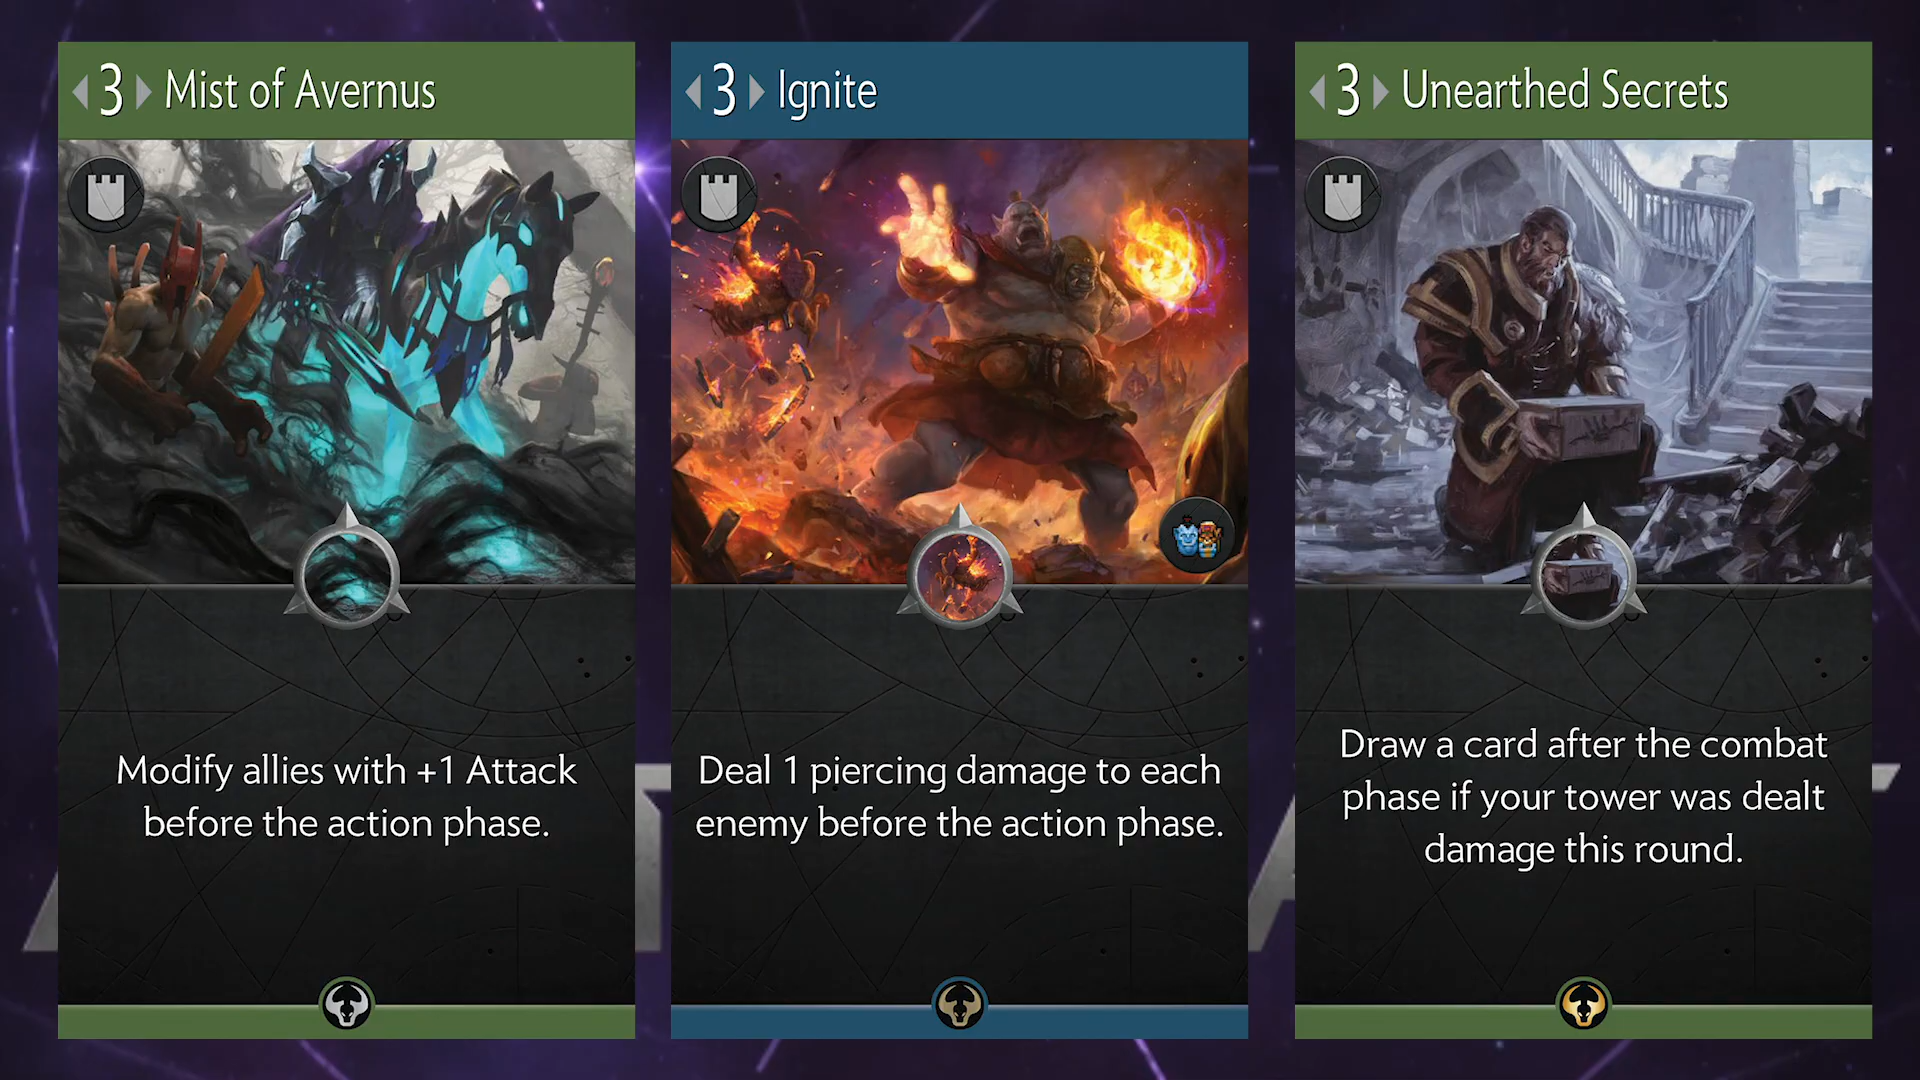 3 Mist of Avernus
Modify allies with +1 Attack
before the action phase.
3 Ignite
Deal 1 piercing damage to each
enemy before the action phase.
3 Unearthed Secrets
Draw a card after the combat
phase if your tower was dealt
damage this round.